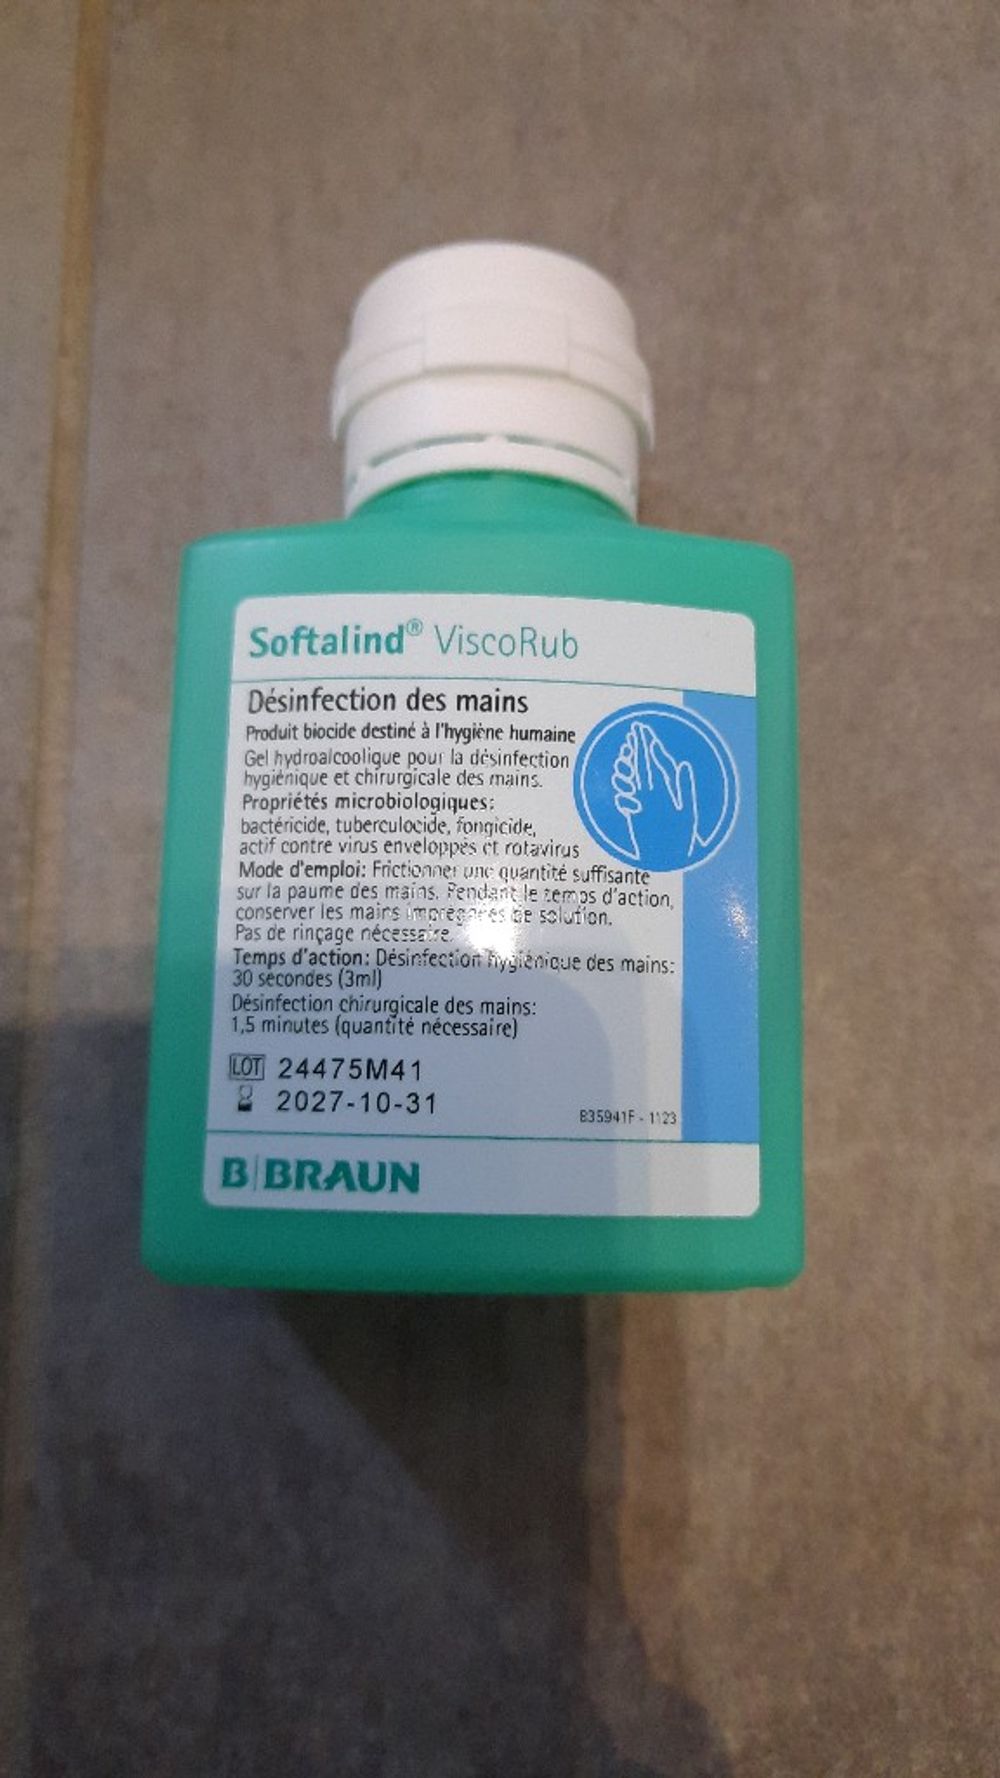 Softalind® ViscoRub
Désinfection des mains
Produit biocide destiné à l'hygiène humaine
Gel hydroalcoolique pour la désinfection
hygiénique et chirurgicale des mains.
Propriétés microbiologiques:
bactéricide, tuberculocide, fongicide,
actif contre virus enveloppés et rotavirus
Mode d'emploi: Frictionner une quantité suffisante
sur la paume des mains. Pendant le temps d'action,
conserver les mains imprégnées de solution.
Pas de rinçage nécessaire.
Temps d'action: Désinfection hygiénique des mains:
30 secondes (3ml)
Désinfection chirurgicale des mains:
1,5 minutes (quantité nécessaire)
LOT 24475M41
2027-10-31
B35941F - 1123
B|BRAUN